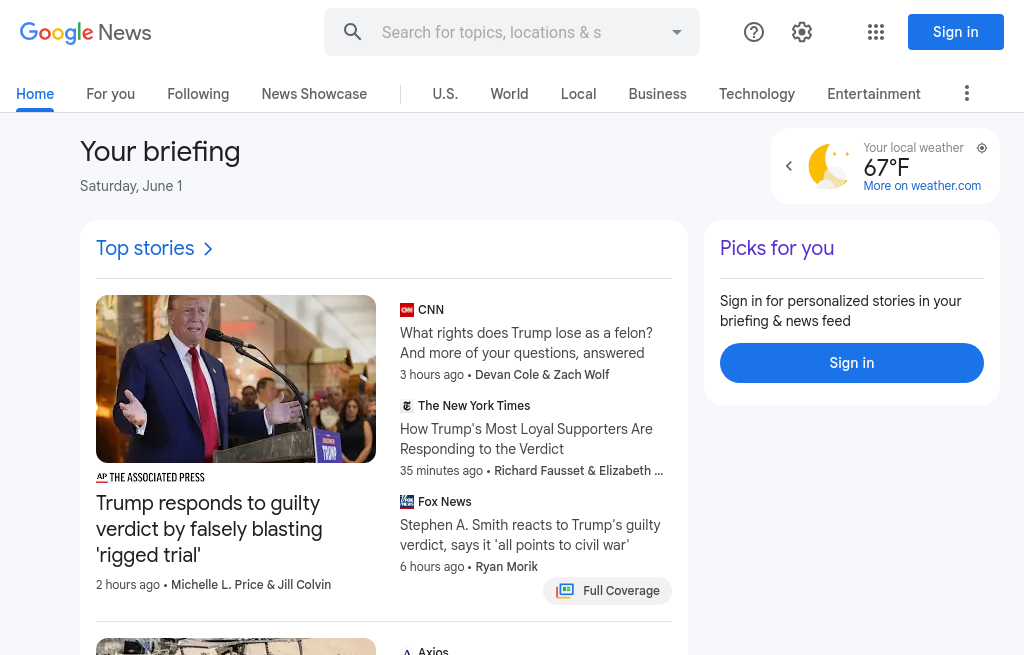 Google News
Search for topics, locations & s
Sign in
Home
For you
Following
News Showcase
U.S.
World
Local
Business
Technology
Entertainment
Your briefing
Saturday, June 1
Your local weather
67°F
More on weather.com
Top stories
THE ASSOCIATED PRESS
AP
Trump responds to guilty
verdict by falsely blasting
'rigged trial'
2 hours ago • Michelle L. Price & Jill Colvin
CNN
What rights does Trump lose as a felon?
And more of your questions, answered
3 hours ago • Devan Cole & Zach Wolf
The New York Times
How Trump's Most Loyal Supporters Are
Responding to the Verdict
35 minutes ago • Richard Fausset & Elizabeth ...
Fox News
Stephen A. Smith reacts to Trump's guilty
verdict, says it 'all points to civil war'
6 hours ago • Ryan Morik
Full Coverage
Axios
Picks for you
Sign in for personalized stories in your
briefing & news feed
Sign in
TRUMP